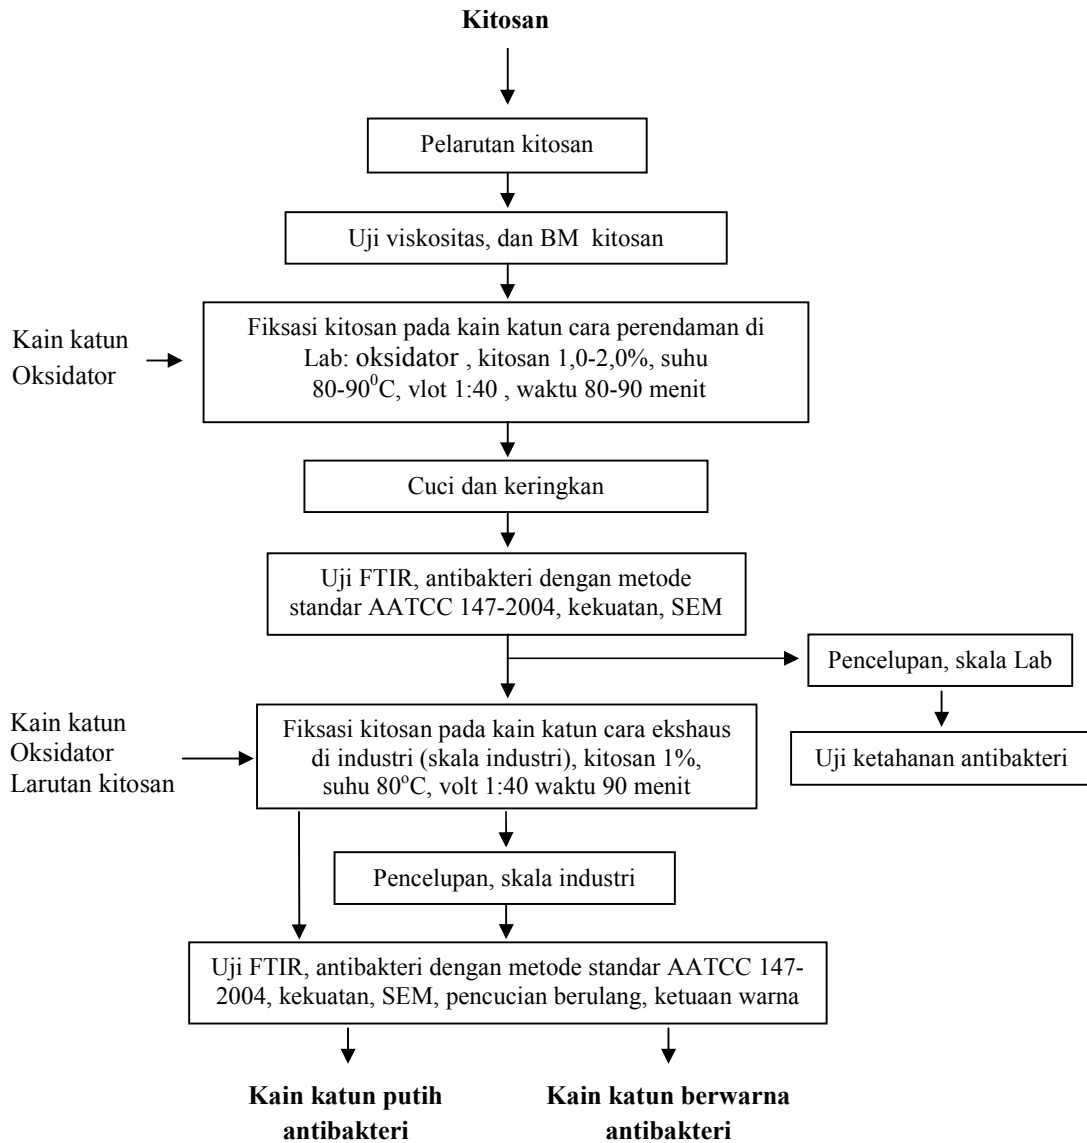 Kitosan
Pelarutan kitosan
Uji viskositas, dan BM kitosan
Kain katun
Oksidator
Fiksasi kitosan pada kain katun cara perendaman di
Lab: oksidator , kitosan 1,0-2,0%, suhu
80-90⁰C, vlot 1:40 , waktu 80-90 menit
Cuci dan keringkan
Uji FTIR, antibakteri dengan metode
standar AATCC 147-2004, kekuatan, SEM
Pencelupan, skala Lab
Uji ketahanan antibakteri
Kain katun
Oksidator
Larutan kitosan
Fiksasi kitosan pada kain katun cara ekshaus
di industri (skala industri), kitosan 1%,
suhu 80°C, volt 1:40 waktu 90 menit
Pencelupan, skala industri
Uji FTIR, antibakteri dengan metode standar AATCC 147-
2004, kekuatan, SEM, pencucian berulang, ketuaan warna
Kain katun putih
antibakteri
Kain katun berwarna
antibakteri